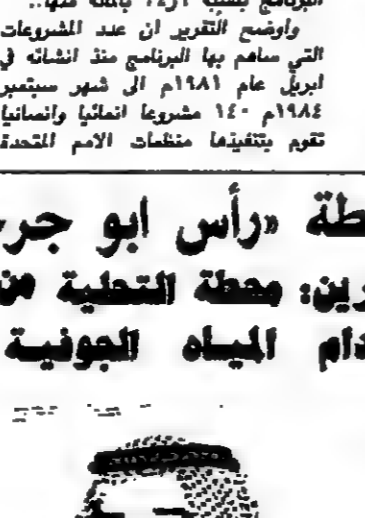 البرنامج بنسبة ١٤ر١ بالمئة منها..
واوضح التقرير ان عدد المشروعات
التي ساهم بها البرنامج منذ انشائه في
ابريل عام ١٩٨١م الى شهر سبتمبر
١٩٨٤م ١٤٠ مشروعا انمائيا وانسانيا
تقوم بتنفيذها منظمات الامم المتحدة
طة «رأس ابو جر
رين: محطة التحلية من
دام المياه الجوفية